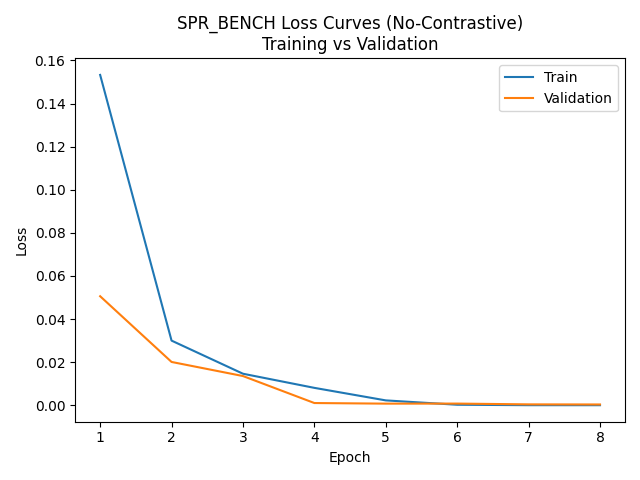 SPR_BENCH Loss Curves (No-Contrastive)
Training vs Validation
Train
Validation
Loss
0.16
0.14
0.12
0.10
0.08
0.06
0.04
0.02
0.00
1 2 3 4 5 6 7 8
Epoch